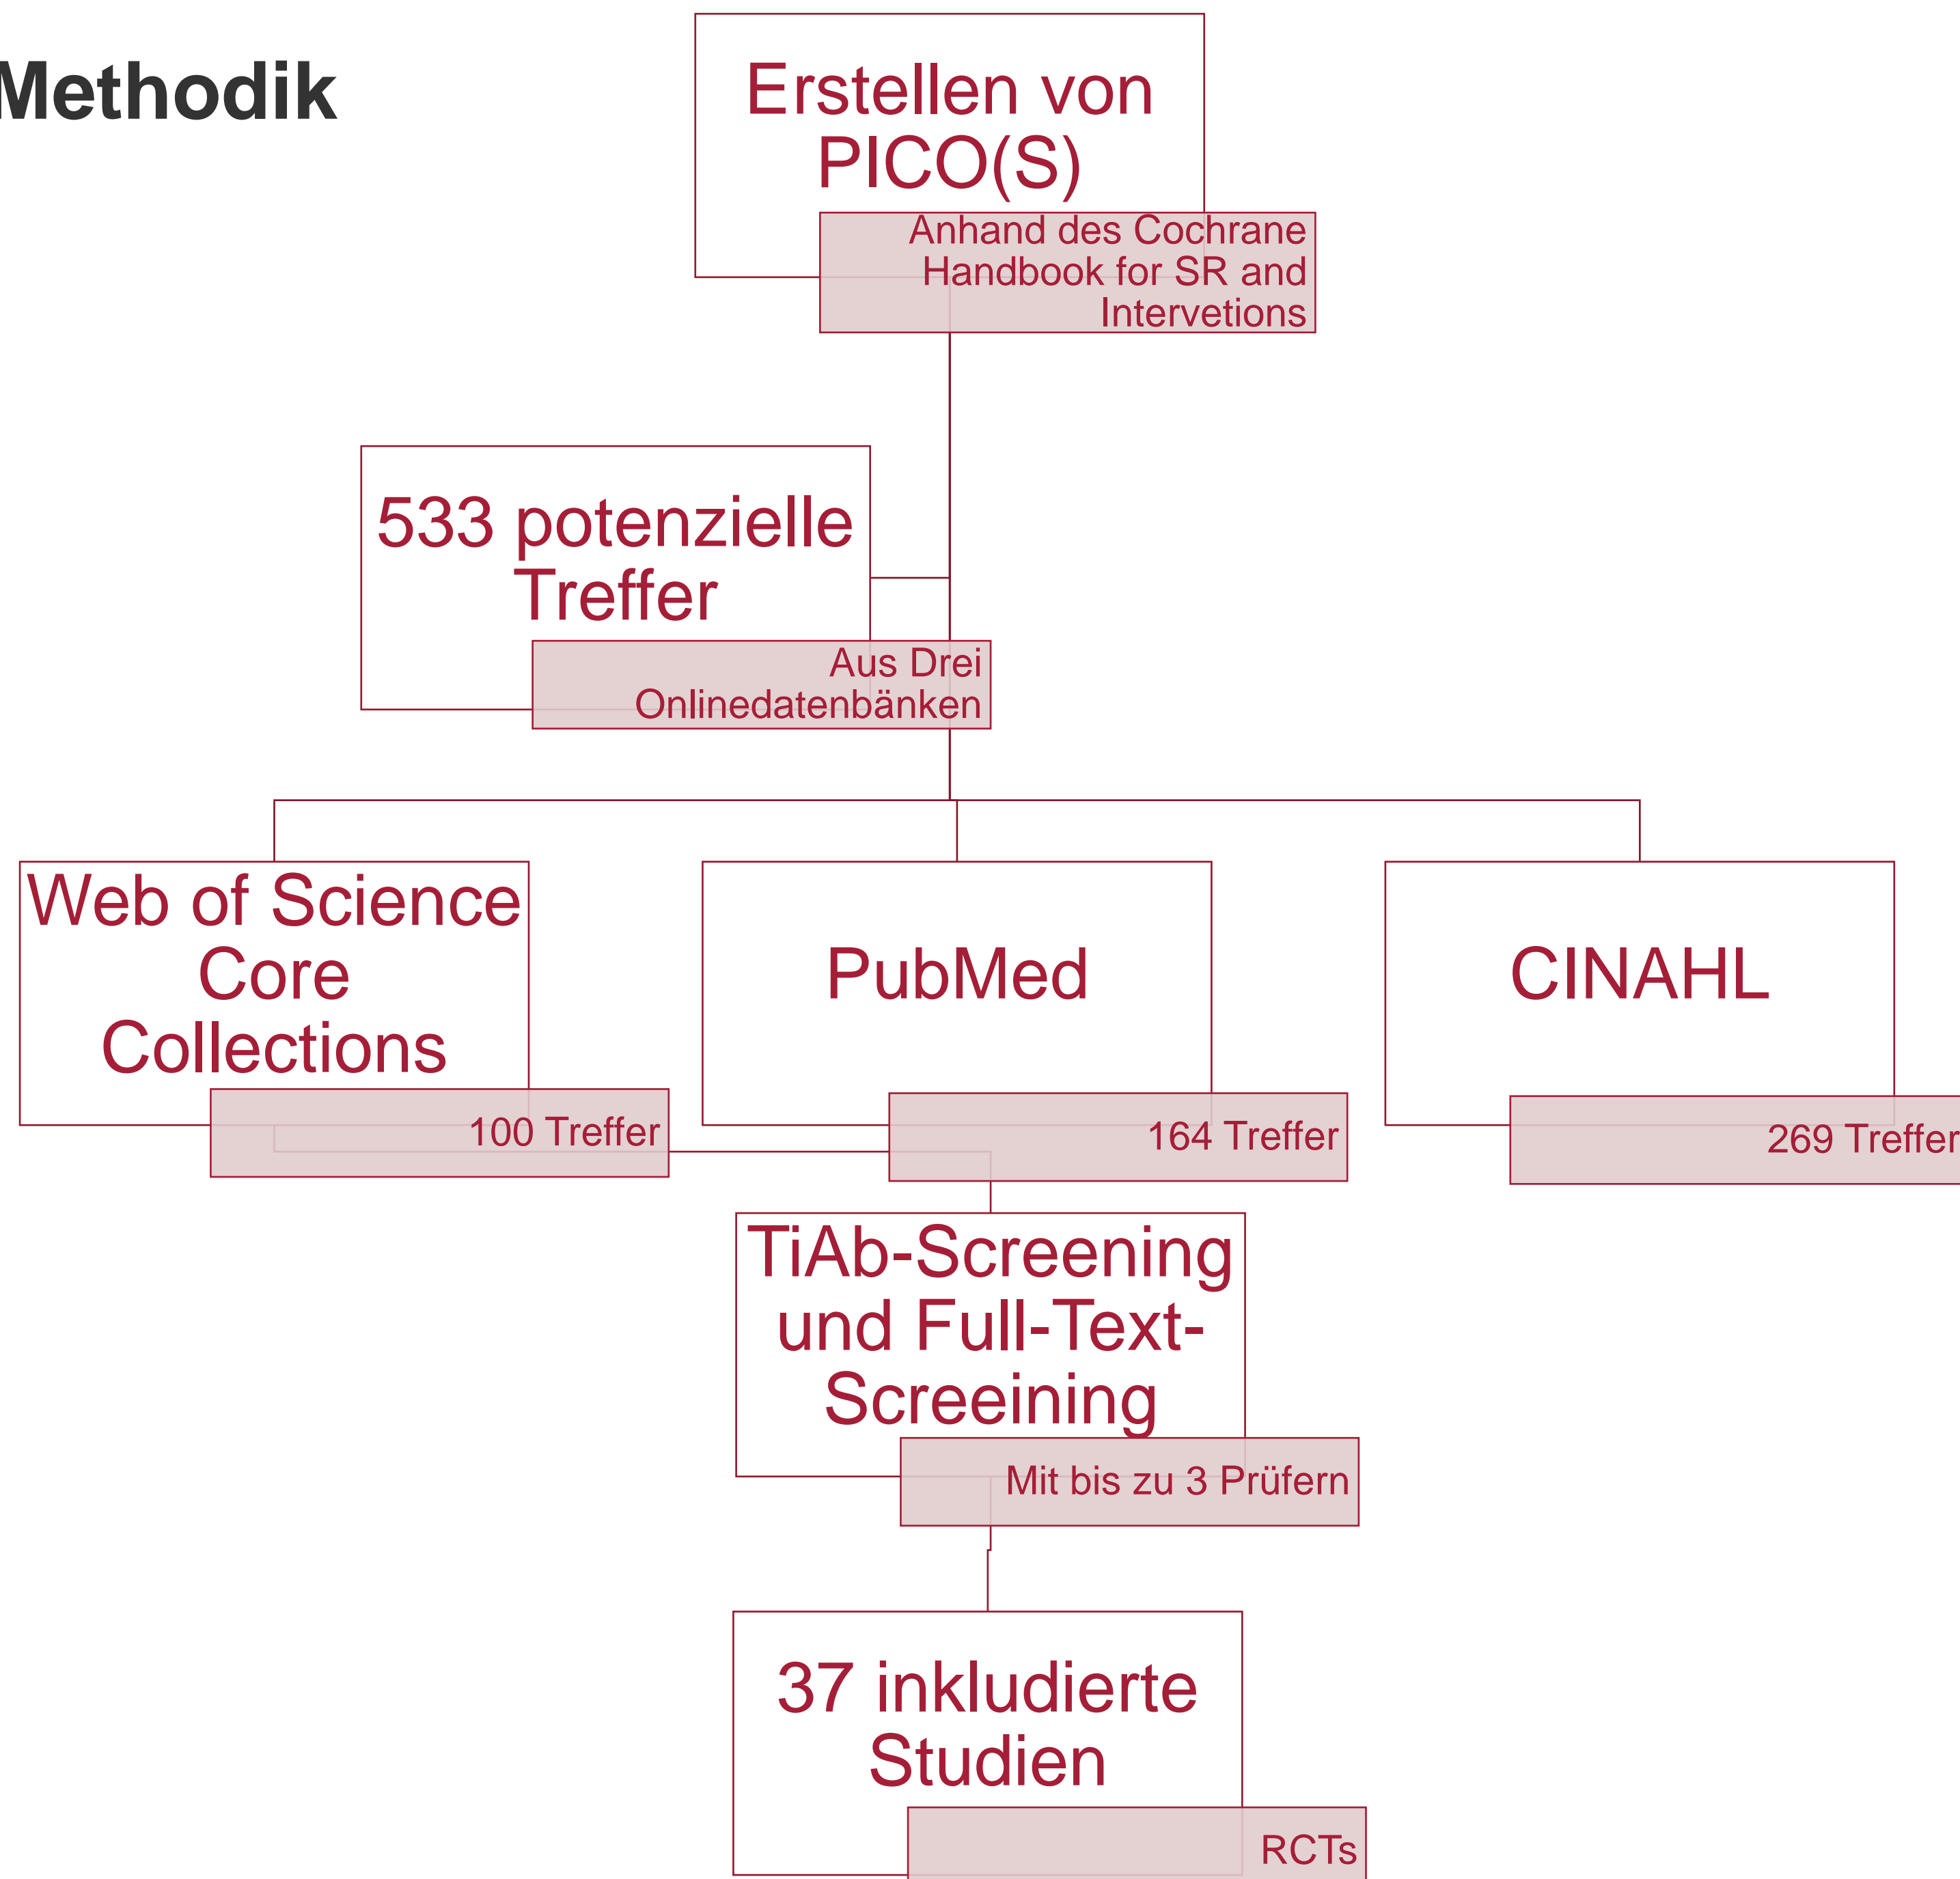 Methodik
Erstellen von
PICO(S)
Anhand des Cochrane
Handbook for SR and
Intervetions
533 potenzielle
Treffer
Aus Drei
Onlinedatenbänken
Web of Science
Core
Collections
100 Treffer
PubMed
164 Treffer
CINAHL
269 Treffer
TiAb-Screening
und Full-Text-
Screeining
Mit bis zu 3 Prüfern
37 inkludierte
Studien
RCTs